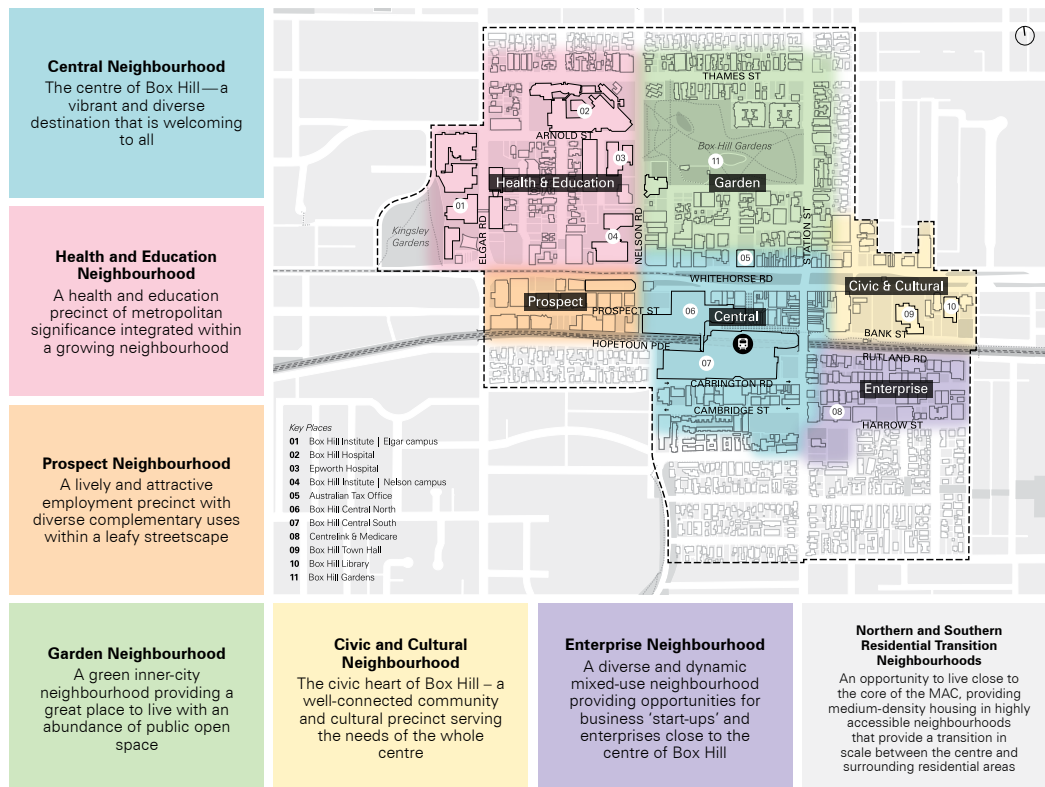 Central Neighbourhood
The centre of Box Hill—a
vibrant and diverse
destination that is welcoming
to all
Health and Education
Neighbourhood
A health and education
precinct of metropolitan
significance integrated within
a growing neighbourhood
Prospect Neighbourhood
A lively and attractive
employment precinct with
diverse complementary uses
within a leafy streetscape
THAMES ST
02
ARNOLD ST
Box Hill Gardens
03
11
Health & Education
Garden
01
Kingsley
Gardens
ELGAR RD
04
NELSON RD
STATION ST
05
WHITEHORSE RD
Civic & Cultural
Prospect
PROSPECT ST
06
Central
09
10
BANK ST
HOPETOUN PDE
RUTLAND RD
07
CARRINGTON RD
Enterprise
CAMBRIDGE ST
08
HARROW ST
Key Places
01 Box Hill Institute | Elgar campus
02 Box Hill Hospital
03 Epworth Hospital
04 Box Hill Institute | Nelson campus
05 Australian Tax Office
06 Box Hill Central North
07 Box Hill Central South
08 Centrelink & Medicare
09 Box Hill Town Hall
10 Box Hill Library
11 Box Hill Gardens
Garden Neighbourhood
A green inner-city
neighbourhood providing a
great place to live with an
abundance of public open
space
Civic and Cultural
Neighbourhood
The civic heart of Box Hill – a
well-connected community
and cultural precinct serving
the needs of the whole
centre
Enterprise Neighbourhood
A diverse and dynamic
mixed-use neighbourhood
providing opportunities for
business ‘start-ups’ and
enterprises close to the
centre of Box Hill
Northern and Southern
Residential Transition
Neighbourhoods
An opportunity to live close to
the core of the MAC, providing
medium-density housing in highly
accessible neighbourhoods
that provide a transition in
scale between the centre and
surrounding residential areas